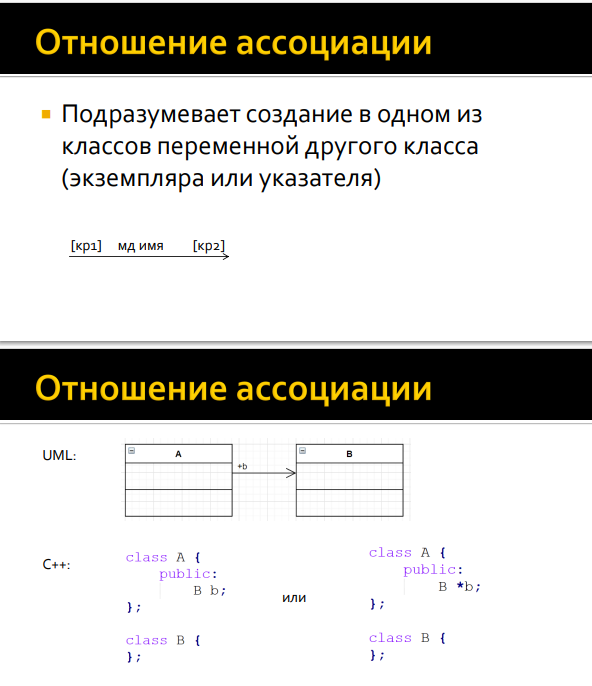 Отношение ассоциации
Подразумевает создание в одном из
классов переменной другого класса
(экземпляра или указателя)
[кр1] мд имя [кр2]
Отношение ассоциации
UML:
A
+b
B
C++:
class A {
public:
B b;
};
class B {
};
или
class A {
public:
B *b;
};
class B {
};